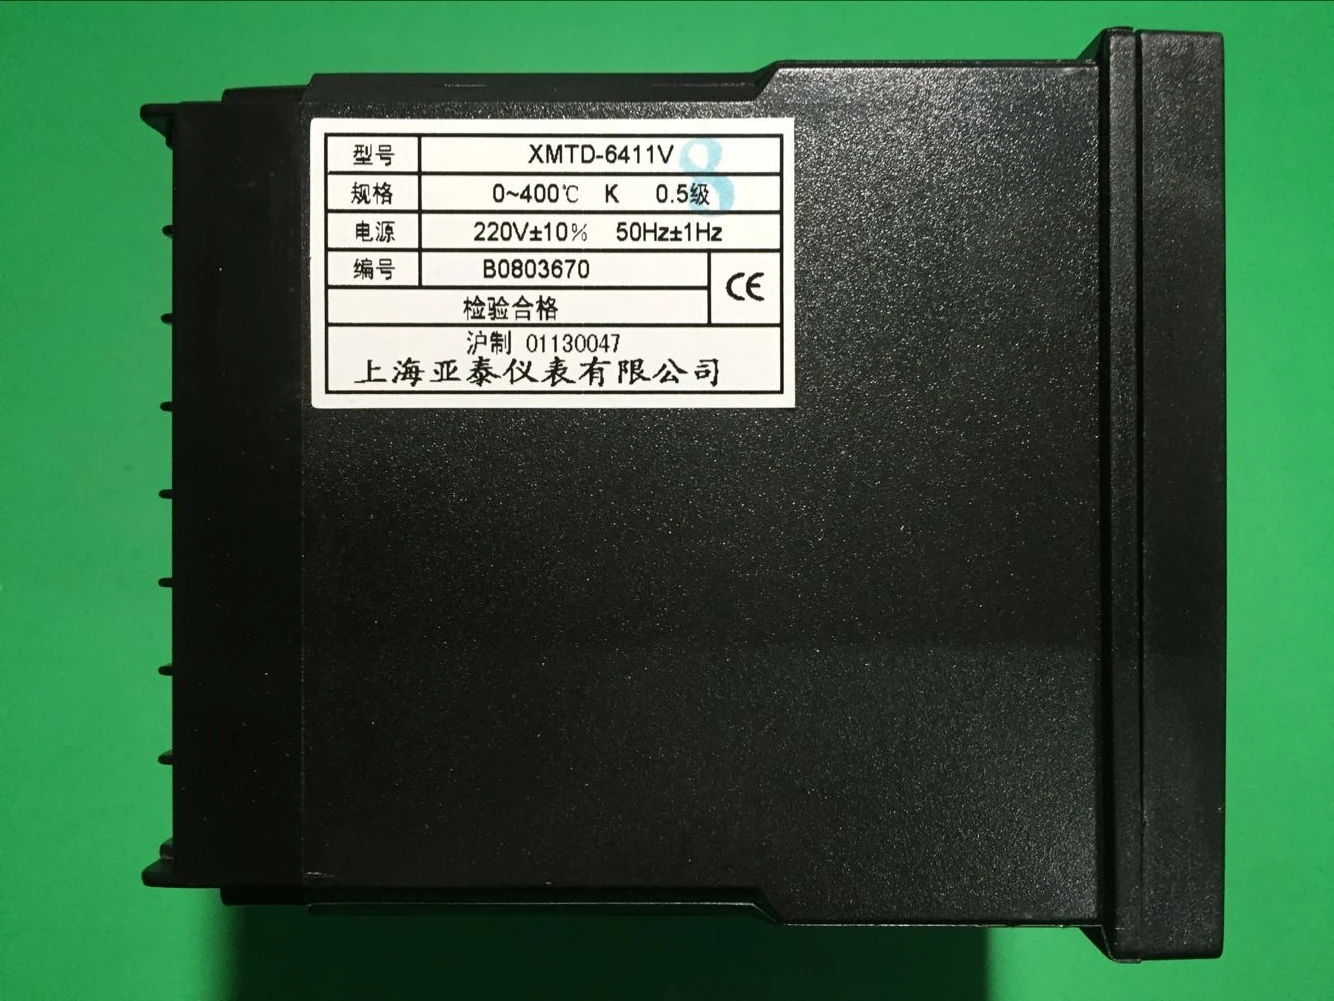 型号 XMTD-6411V 8
规格 0~400℃ K 0.5级
电源 220V±10% 50Hz±1Hz
编号 B0803670
CE
检验合格
沪制 01130047
上海亚泰仪表有限公司